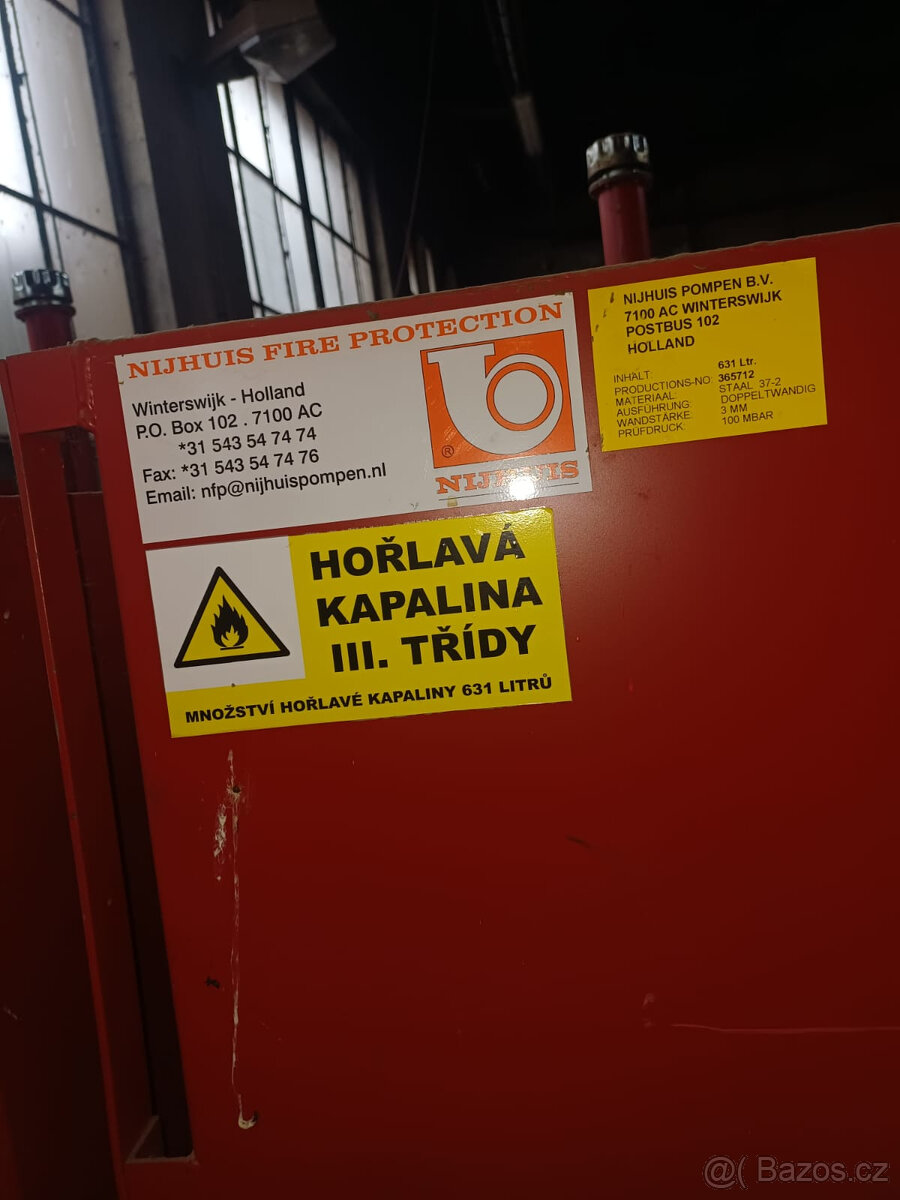 NIJHUIS FIRE PROTECTION
Winterswijk - Holland
P.O. Box 102 . 7100 AC
*31 543 54 74 74
Fax: *31 543 54 74 76
Email: nfp@nijhuispompen.nl
®
NIJHUIS
NIJHUIS POMPEN B.V.
7100 AC WINTERSWIJK
POSTBUS 102
HOLLAND
INHALT: 631 Ltr.
PRODUCTIONS-NO: 365712
MATERIAAL: STAAL 37-2
AUSFÜHRUNG: DOPPELTWANDIG
WANDSTÄRKE: 3 MM
PRÜFDRUCK: 100 MBAR
HOŘLAVÁ
KAPALINA
III. TŘÍDY
MNOŽSTVÍ HOŘLAVÉ KAPALINY 631 LITRŮ
@( Bazos.cz